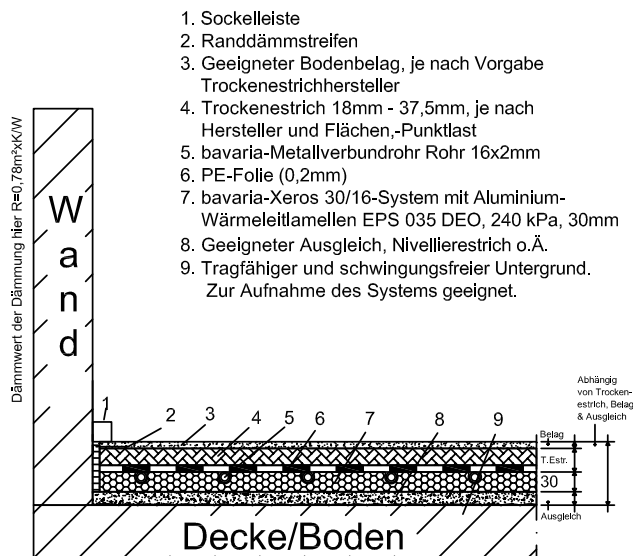 1. Sockelleiste
2. Randdämmstreifen
3. Geeigneter Bodenbelag, je nach Vorgabe
Trockenestrichhersteller
4. Trockenestrich 18mm - 37,5mm, je nach
Hersteller und Flächen,-Punktlast
5. bavaria-Metallverbundrohr Rohr 16x2mm
6. PE-Folie (0,2mm)
7. bavaria-Xeros 30/16-System mit Aluminium-
Wärmeleitlamellen EPS 035 DEO, 240 kPa, 30mm
8. Geeigneter Ausgleich, Nivellierestrich o.Ä.
9. Tragfähiger und schwingungsfreier Untergrund.
Zur Aufnahme des Systems geeignet.
Dämmwert der Dämmung hier R=0,78m²xK/W
Wand
1
2 3 4 5 6 7 8 9
Abhängig
von Trocken-
estrich, Belag
& Ausgleich
Belag
T.Estr.
30
Ausgleich
Decke/Boden